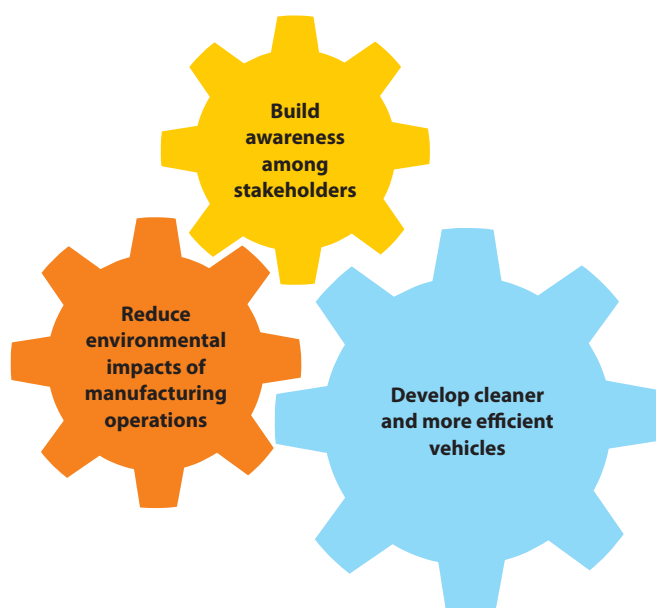 Build
awareness
among
stakeholders
Reduce
environmental
impacts of
manufacturing
operations
Develop cleaner
and more efficient
vehicles